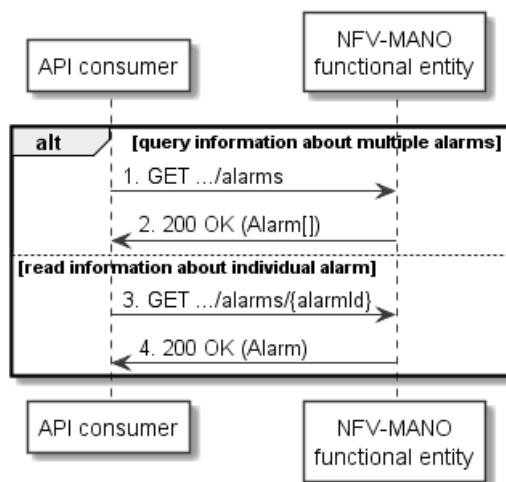 API consumer
NFV-MANO
functional entity
alt
[query information about multiple alarms]
1. GET .../alarms
2. 200 OK (Alarm[])
[read information about individual alarm]
3. GET .../alarms/{alarmId}
4. 200 OK (Alarm)
API consumer
NFV-MANO
functional entity